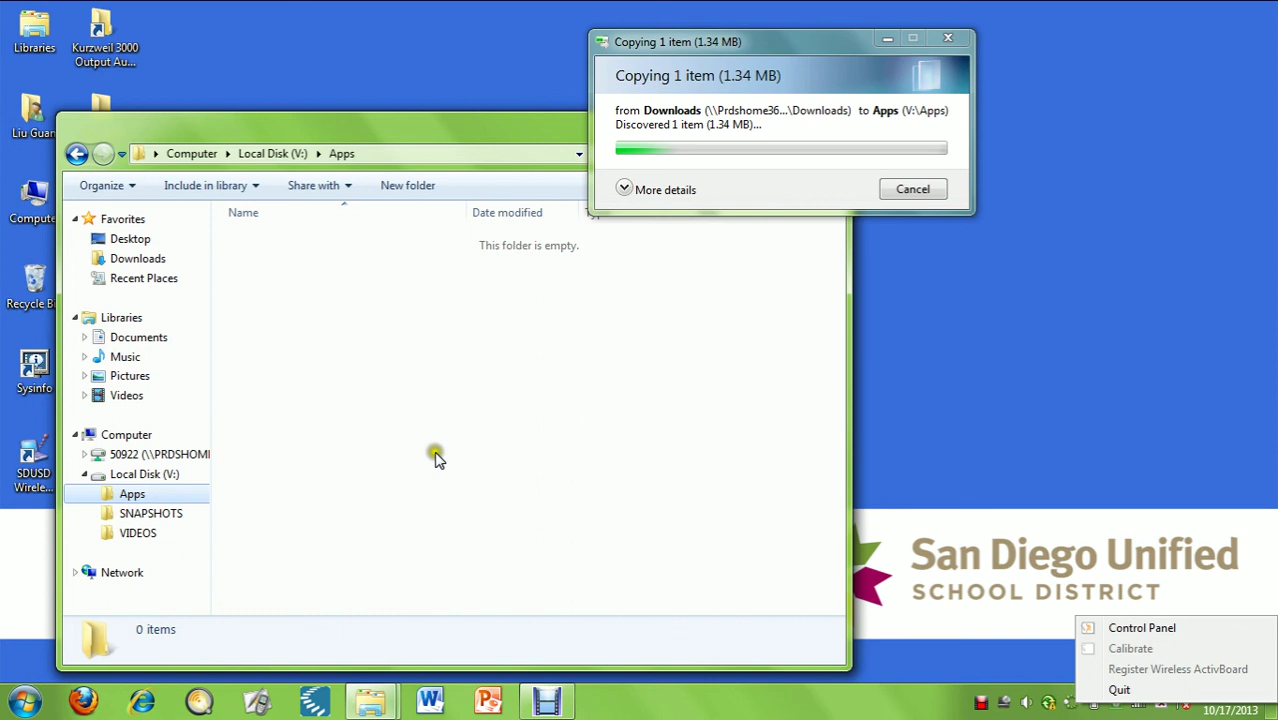 Libraries
Kurzweil 3000
Output Au...
Liu Guan
Compute
Recycle B
Sysinfo
SDUSD
Wirele...
Copying 1 item (1.34 MB)
Copying 1 item (1.34 MB)
from Downloads (\\Prdshome36...\Downloads) to Apps (V:\Apps)
Discovered 1 item (1.34 MB)...
More details
Cancel
Computer Local Disk (V:) Apps
Organize Include in library Share with New folder
Name Date modified
This folder is empty.
Favorites
Desktop
Downloads
Recent Places
Libraries
Documents
Music
Pictures
Videos
Computer
50922 (\\PRDSHOMI
Local Disk (V:)
Apps
SNAPSHOTS
VIDEOS
Network
0 items
San Diego Unified
SCHOOL DISTRICT
Control Panel
Calibrate
Register Wireless ActivBoard
Quit
10/17/2013